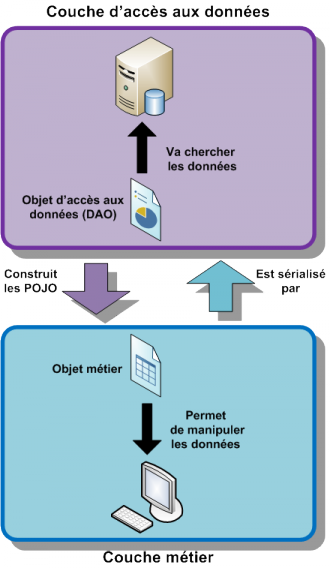 Couche d'accès aux données
Va chercher
les données
Objet d'accès aux
données (DAO)
Construit
les POJO
Est sérialisé
par
Objet métier
Permet
de manipuler
les données
Couche métier